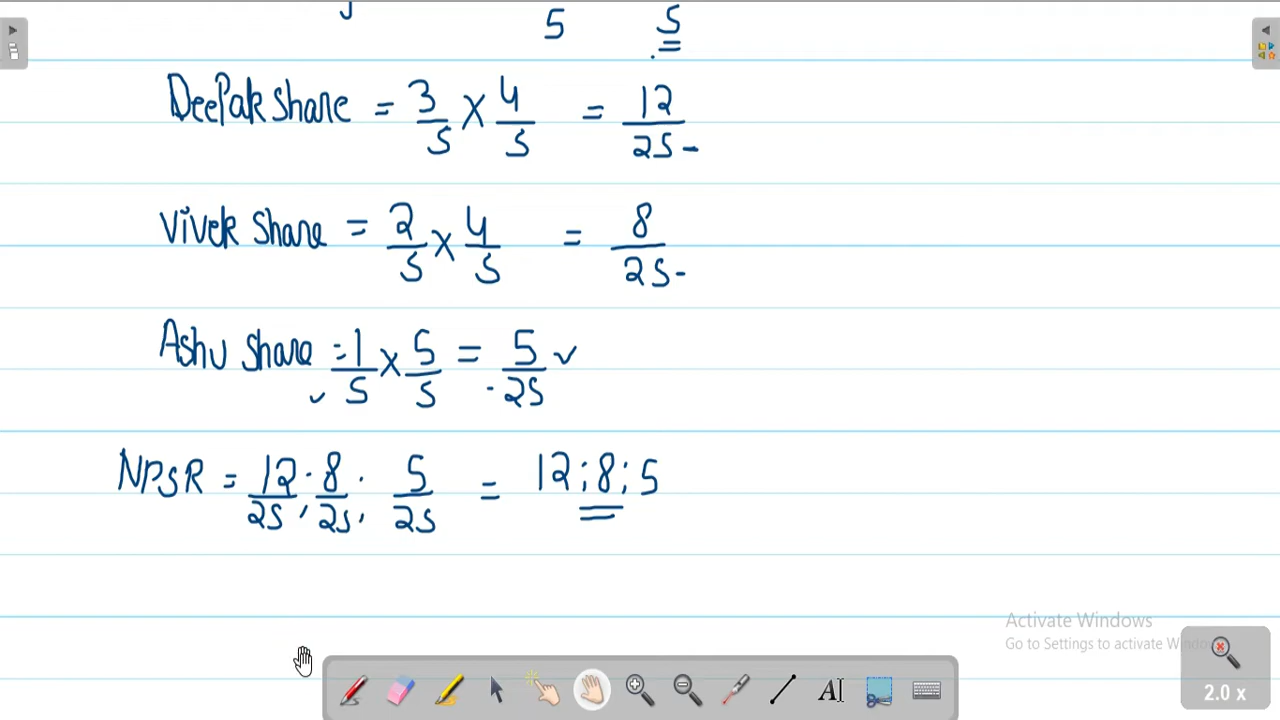 5 5
Deepak share = 3/5 × 4/5 = 12/25
Vivek share = 2/5 × 4/5 = 8/25
Ashu share = 1/5 × 5/5 = 5/25
NPSR = 12/25 : 8/25 : 5/25 = 12:8:5
Activate Windows
Go to Settings to activate Windows
AI
2.0 x